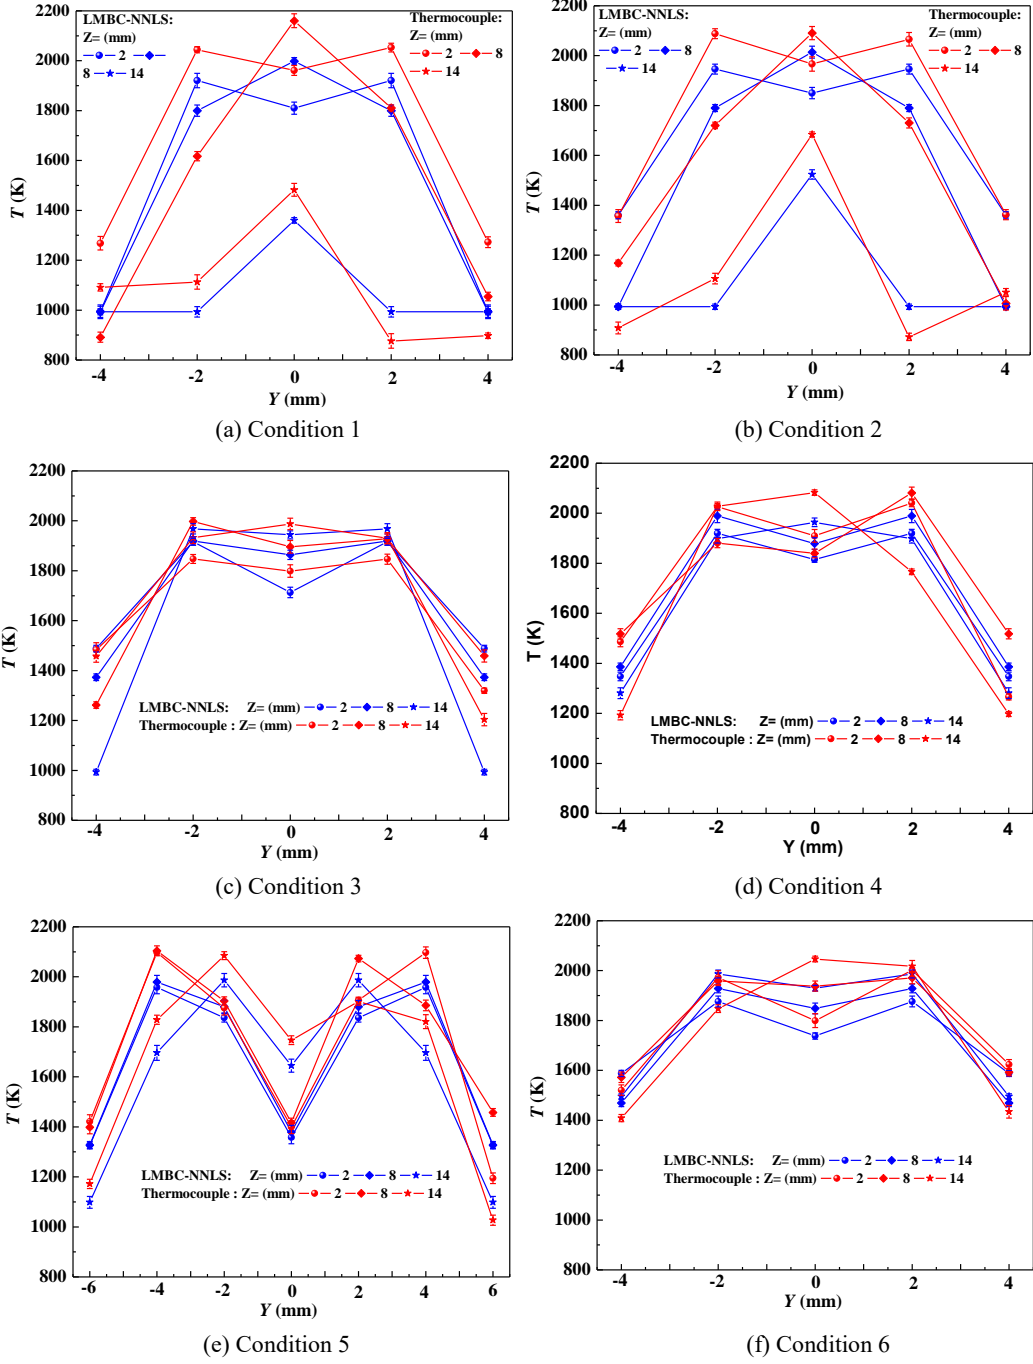 LMBC-NNLS:
Z= (mm)
2
8
8 14
Thermocouple:
Z= (mm)
2 8
14
2200
2000
1800
1600
1400
1200
1000
800
T (K)
-4 -2 0 2 4
Y (mm)
(a) Condition 1
LMBC-NNLS:
Z= (mm)
2 8
14
Thermocouple:
Z= (mm)
2 8
14
2200
2000
1800
1600
1400
1200
1000
800
T (K)
-4 -2 0 2 4
Y (mm)
(b) Condition 2
2200
2000
1800
1600
1400
1200
1000
800
T (K)
LMBC-NNLS: Z= (mm) 2 8 14
Thermocouple : Z= (mm) 2 8 14
-4 -2 0 2 4
Y (mm)
(c) Condition 3
2200
2000
1800
1600
1400
1200
1000
800
T (K)
LMBC-NNLS: Z= (mm) 2 8 14
Thermocouple : Z= (mm) 2 8 14
-4 -2 0 2 4
Y (mm)
(d) Condition 4
2200
2000
1800
1600
1400
1200
1000
800
T (K)
LMBC-NNLS: Z= (mm) 2 8 14
Thermocouple : Z= (mm) 2 8 14
-6 -4 -2 0 2 4 6
Y (mm)
(e) Condition 5
2200
2000
1800
1600
1400
1200
1000
800
T (K)
LMBC-NNLS: Z= (mm) 2 8 14
Thermocouple : Z= (mm) 2 8 14
-4 -2 0 2 4
Y (mm)
(f) Condition 6